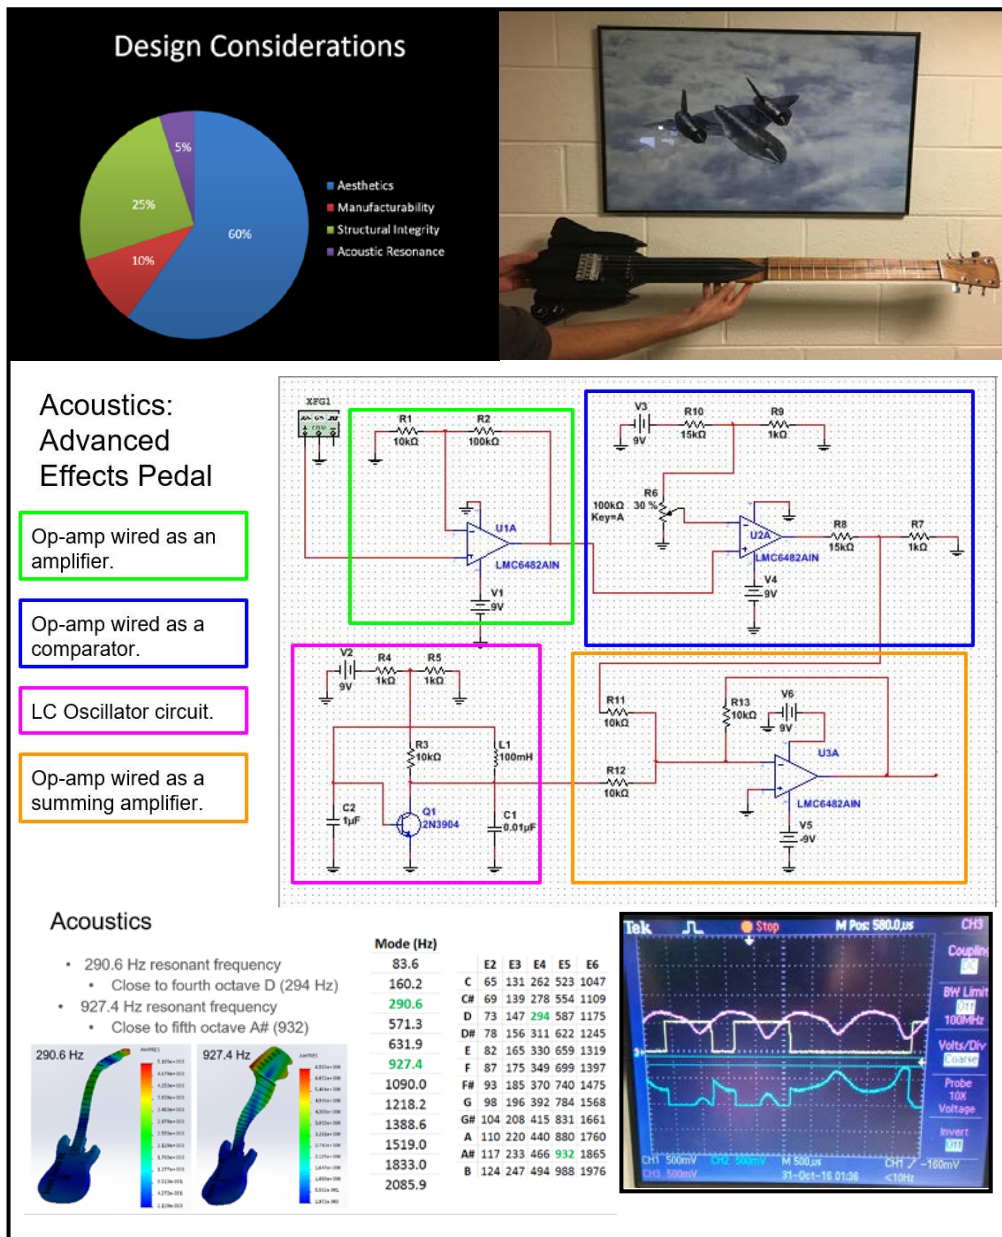 Design Considerations
5%
25%
10%
60%
Aesthetics
Manufacturability
Structural Integrity
Acoustic Resonance
Acoustics:
Advanced
Effects Pedal
Op-amp wired as an
amplifier.
Op-amp wired as a
comparator.
LC Oscillator circuit.
Op-amp wired as a
summing amplifier.
XFG1
R1
10kΩ
R2
100kΩ
U1A
LMC6482AIN
V1
9V
V3
9V
R10
15kΩ
R9
1kΩ
R6
100kΩ
30 %
Key=A
U2A
LMC6482AIN
R8
15kΩ
R7
1kΩ
V4
9V
V2
9V
R4
1kΩ
R5
1kΩ
R3
10kΩ
L1
100mH
C2
1µF
Q1
2N3904
C1
0.01µF
R11
10kΩ
R12
10kΩ
R13
10kΩ
V6
9V
U3A
LMC6482AIN
V5
-9V
Acoustics
• 290.6 Hz resonant frequency
• Close to fourth octave D (294 Hz)
• 927.4 Hz resonant frequency
• Close to fifth octave A# (932)
290.6 Hz
AMPRES
927.4 Hz
AMPRES
Mode (Hz)
83.6
160.2
290.6
571.3
631.9
927.4
1090.0
1218.2
1388.6
1519.0
1833.0
2085.9
E2 E3 E4 E5 E6
C 65 131 262 523 1047
C# 69 139 278 554 1109
D 73 147 294 587 1175
D# 78 156 311 622 1245
E 82 165 330 659 1319
F 87 175 349 699 1397
F# 93 185 370 740 1475
G 98 196 392 784 1568
G# 104 208 415 831 1661
A 110 220 440 880 1760
A# 117 233 466 932 1865
B 124 247 494 988 1976
Tek
Stop
M Pos: 580.0µs
CH3
Coupling
DC
BW Limit
Off
100MHz
Volts/Div
Coarse
Probe
10X
Voltage
Invert
Off
3
CH1 500mV
CH2 500mV
M 500µs
CH1 / -160mV
CH3 500mV
31-Oct-16 01:36
<10Hz